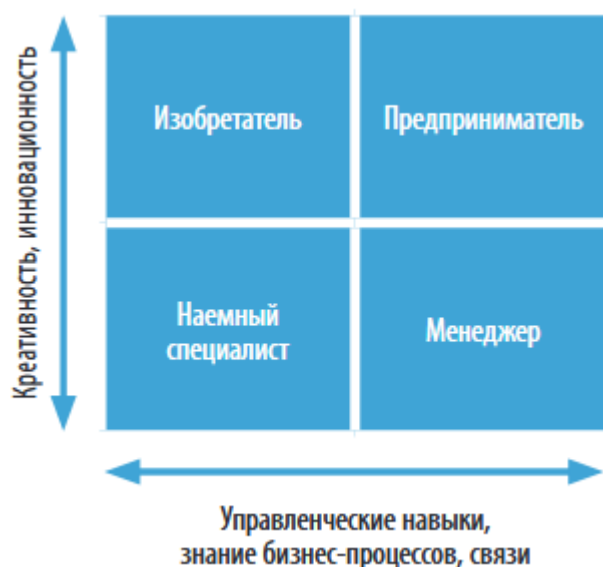 Креативность, инновационность
Изобретатель
Предприниматель
Наемный
специалист
Менеджер
Управленческие навыки,
знание бизнес-процессов, связи